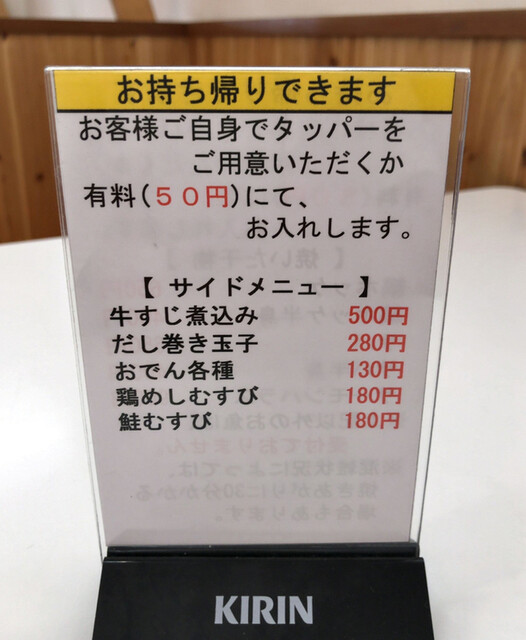 お持ち帰りできます
お客様ご自身でタッパーを
ご用意いただくか
有料(50円)にて、
お入れします。
【 サイドメニュー 】
牛すじ煮込み 500円
だし巻き玉子 280円
おでん各種 130円
鶏めしむすび 180円
鮭むすび 180円
KIRIN